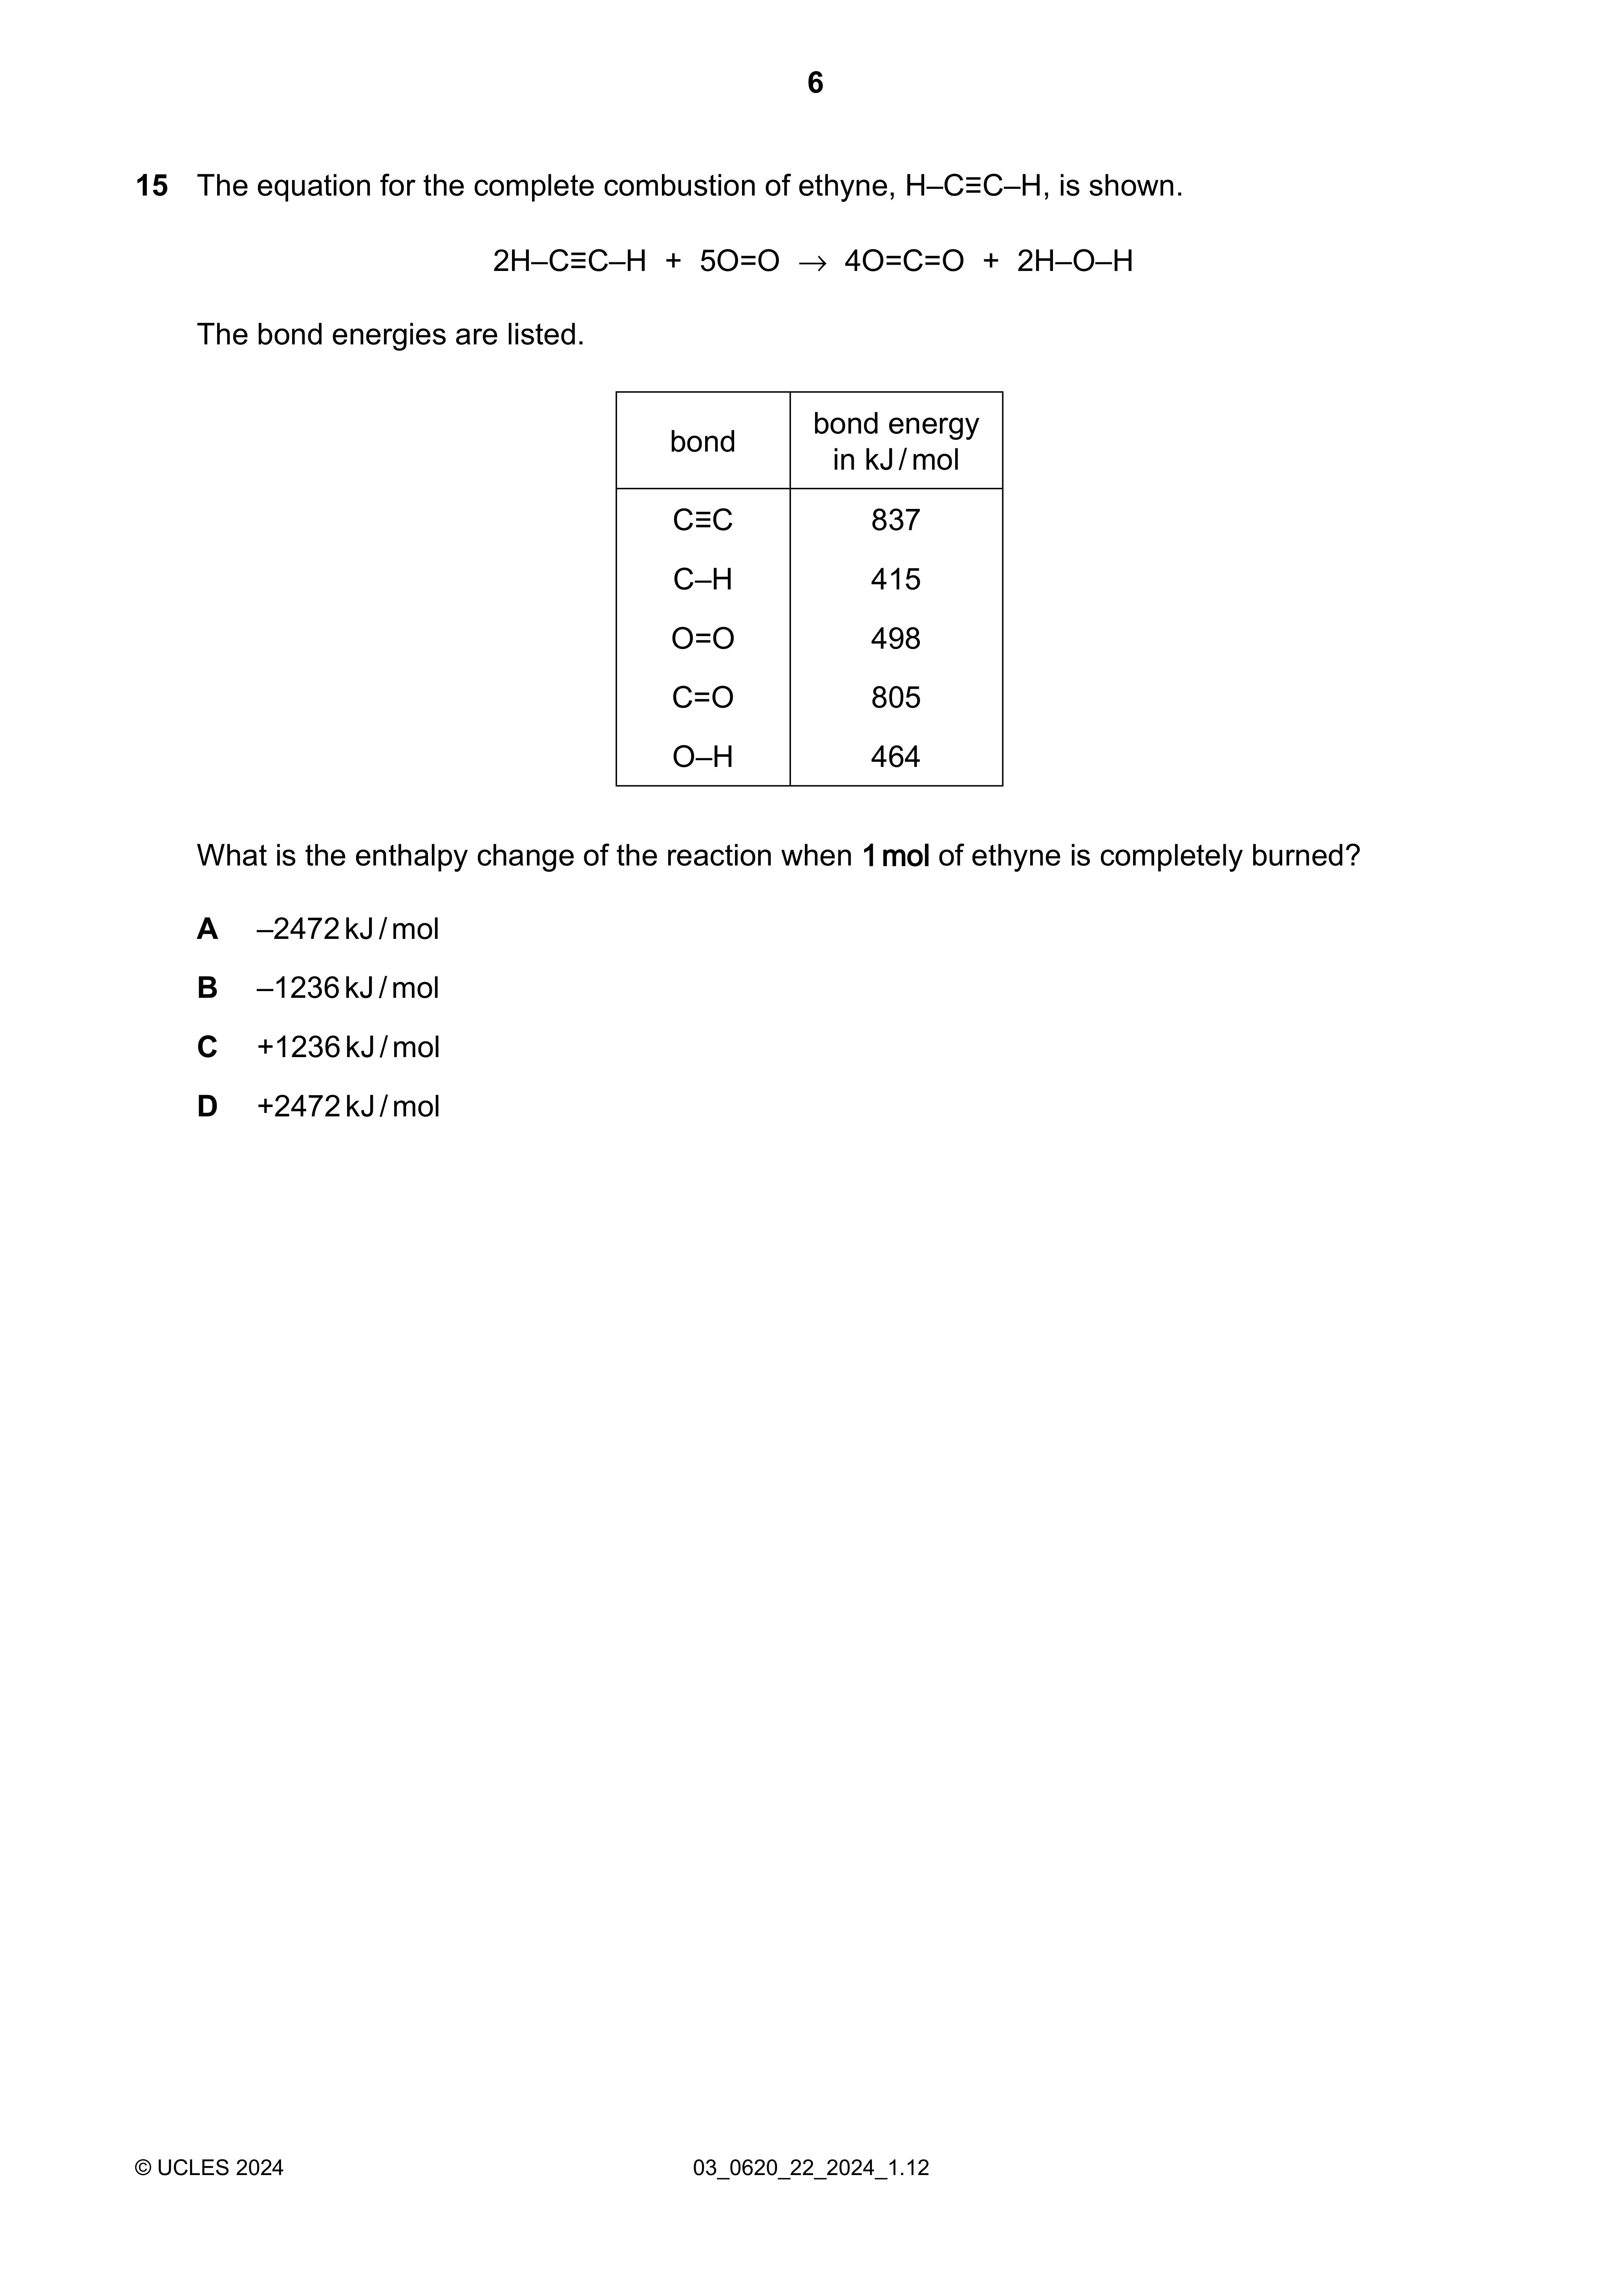 6
15 The equation for the complete combustion of ethyne, H–C≡C–H, is shown.
2H–C≡C–H + 5O=O → 4O=C=O + 2H–O–H
The bond energies are listed.
bond
bond energy
in kJ / mol
C≡C 837
C–H 415
O=O 498
C=O 805
O–H 464
What is the enthalpy change of the reaction when 1 mol of ethyne is completely burned?
A –2472 kJ / mol
B –1236 kJ / mol
C +1236 kJ / mol
D +2472 kJ / mol
© UCLES 2024 03_0620_22_2024_1.12